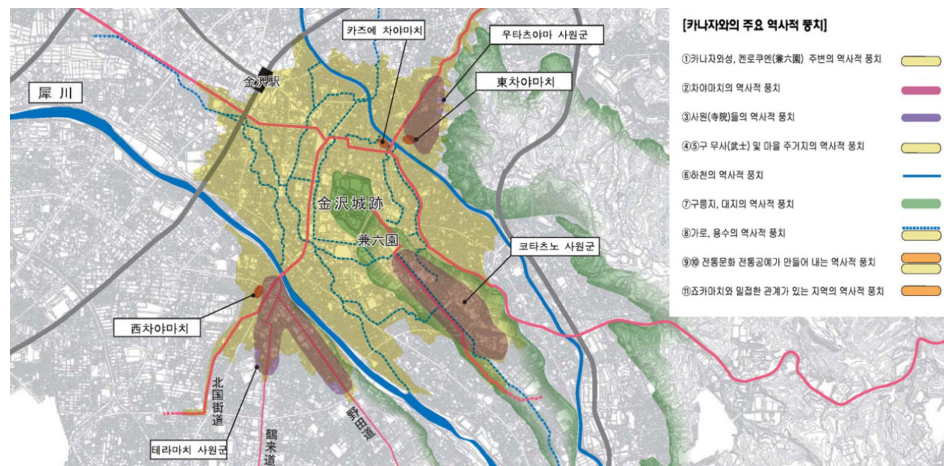 카즈에 차야마치
우타츠야마 사원군
東차야마치
金沢駅
犀 川
金沢城跡
兼六園
코타츠노 사원군
西차야마치
北国街道
테라마치 사원군
鶴来道
野田道
[카나자와의 주요 역사적 풍치]
①카나자와성, 켄로쿠엔(兼六園) 주변의 역사적 풍치
②차야마치의 역사적 풍치
③사원(寺院)들의 역사적 풍치
④⑤구 무사(武士) 및 마을 주거지의 역사적 풍치
⑥하천의 역사적 풍치
⑦구릉지, 대지의 역사적 풍치
⑧가로, 용수의 역사적 풍치
⑨⑩전통문화 전통공예가 만들어 내는 역사적 풍치
⑪죠카마치와 밀접한 관계가 있는 지역의 역사적 풍치